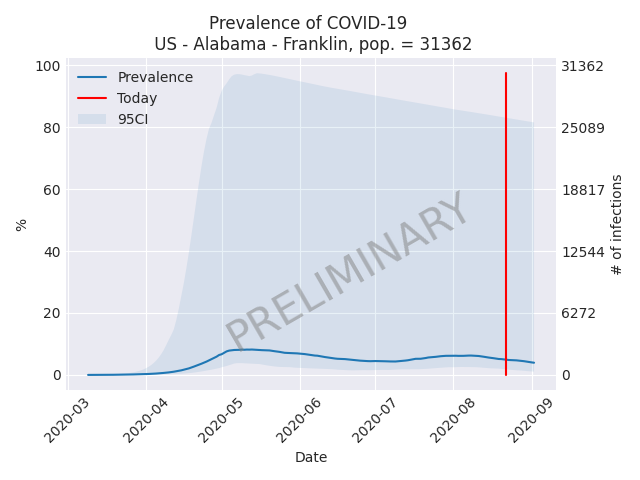 Prevalence of COVID-19
US - Alabama - Franklin, pop. = 31362
Prevalence
Today
95CI
100
80
60
40
20
0
%
31362
25089
18817
12544
6272
0
# of infections
PRELIMINARY
2020-03
2020-04
2020-05
2020-06
2020-07
2020-08
2020-09
Date